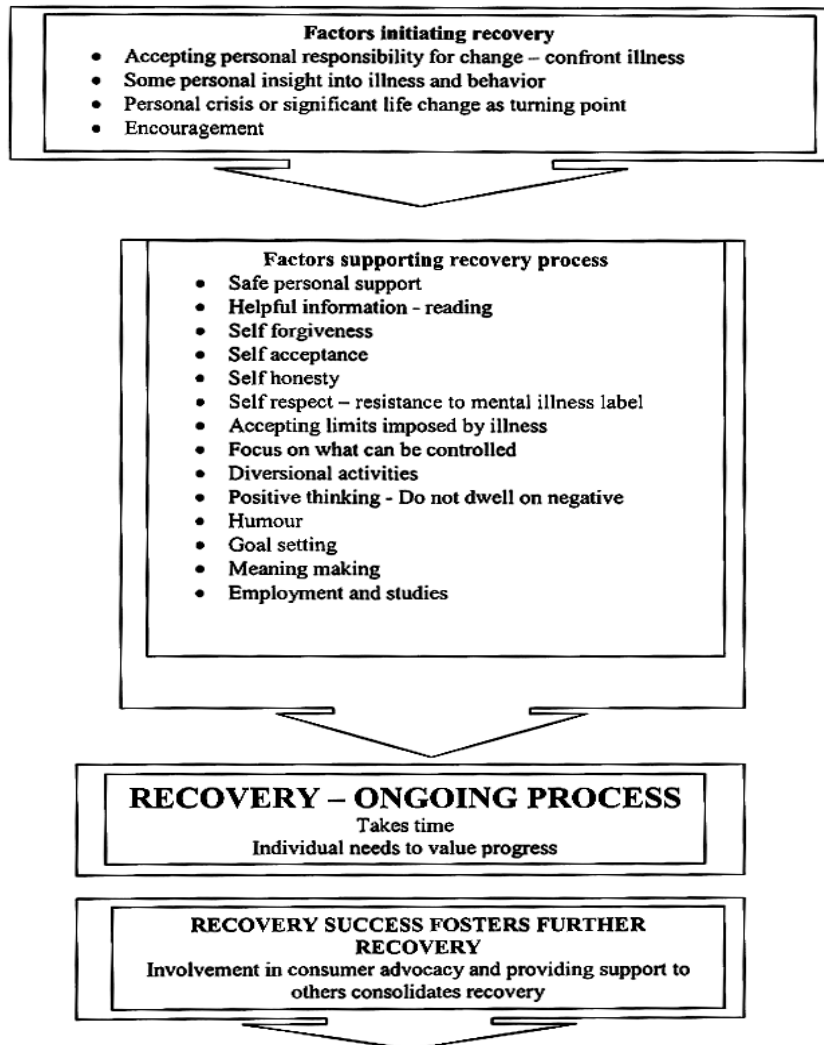 Factors initiating recovery
• Accepting personal responsibility for change – confront illness
• Some personal insight into illness and behavior
• Personal crisis or significant life change as turning point
• Encouragement
Factors supporting recovery process
• Safe personal support
• Helpful information - reading
• Self forgiveness
• Self acceptance
• Self honesty
• Self respect – resistance to mental illness label
• Accepting limits imposed by illness
• Focus on what can be controlled
• Diversional activities
• Positive thinking - Do not dwell on negative
• Humour
• Goal setting
• Meaning making
• Employment and studies
RECOVERY – ONGOING PROCESS
Takes time
Individual needs to value progress
RECOVERY SUCCESS FOSTERS FURTHER
RECOVERY
Involvement in consumer advocacy and providing support to
others consolidates recovery